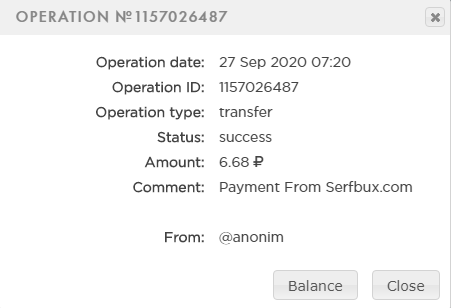 OPERATION №1157026487
Operation date: 27 Sep 2020 07:20
Operation ID: 1157026487
Operation type: transfer
Status: success
Amount: 6.68 ₽
Comment: Payment From Serfbux.com
From: @anonim
Balance Close